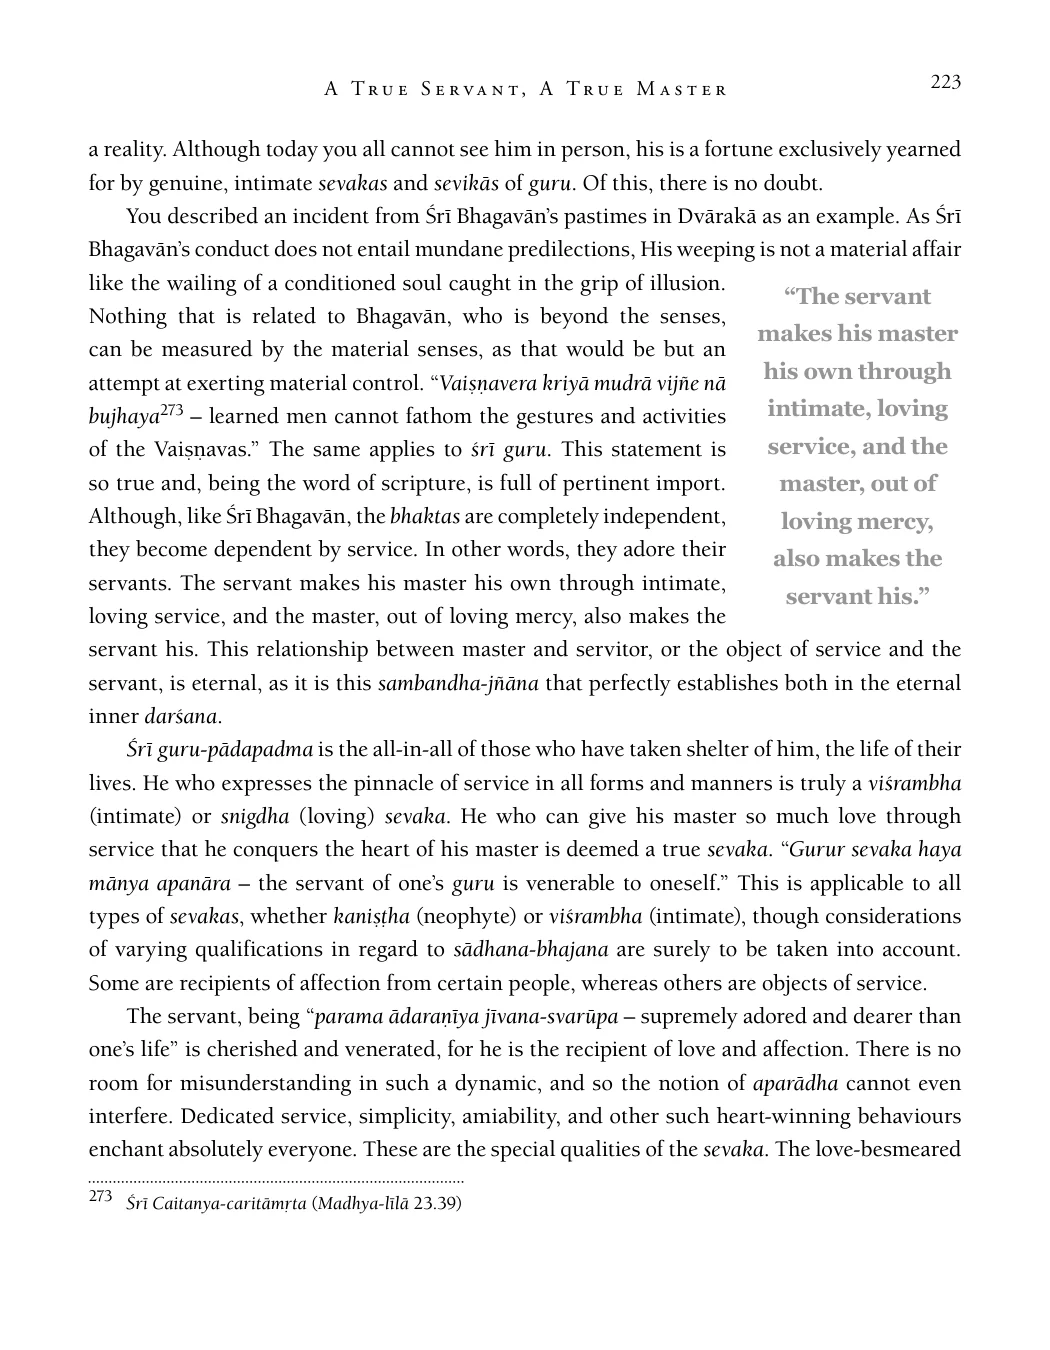 A True Servant, A True Master
223
a reality. Although today you all cannot see him in person, his is a fortune exclusively yearned
for by genuine, intimate sevakas and sevikās of guru. Of this, there is no doubt.
You described an incident from Śrī Bhagavān’s pastimes in Dvārakā as an example. As Śrī
Bhagavān’s conduct does not entail mundane predilections, His weeping is not a material affair
like the wailing of a conditioned soul caught in the grip of illusion.
Nothing that is related to Bhagavān, who is beyond the senses,
can be measured by the material senses, as that would be but an
attempt at exerting material control. “Vaiṣṇavera kriyā mudrā vijñe nā
bujhaya273 – learned men cannot fathom the gestures and activities
of the Vaiṣṇavas.” The same applies to śrī guru. This statement is
so true and, being the word of scripture, is full of pertinent import.
Although, like Śrī Bhagavān, the bhaktas are completely independent,
they become dependent by service. In other words, they adore their
servants. The servant makes his master his own through intimate,
loving service, and the master, out of loving mercy, also makes the
servant his. This relationship between master and servitor, or the object of service and the
servant, is eternal, as it is this sambandha-jñāna that perfectly establishes both in the eternal
inner darśana.
“The servant
makes his master
his own through
intimate, loving
service, and the
master, out of
loving mercy,
also makes the
servant his.”
Śrī guru-pādapadma is the all-in-all of those who have taken shelter of him, the life of their
lives. He who expresses the pinnacle of service in all forms and manners is truly a viśrambha
(intimate) or snigdha (loving) sevaka. He who can give his master so much love through
service that he conquers the heart of his master is deemed a true sevaka. “Gurur sevaka haya
mānya apanāra – the servant of one’s guru is venerable to oneself.” This is applicable to all
types of sevakas, whether kaniṣṭha (neophyte) or viśrambha (intimate), though considerations
of varying qualifications in regard to sādhana-bhajana are surely to be taken into account.
Some are recipients of affection from certain people, whereas others are objects of service.
The servant, being “parama ādaraṇīya jīvana-svarūpa – supremely adored and dearer than
one’s life” is cherished and venerated, for he is the recipient of love and affection. There is no
room for misunderstanding in such a dynamic, and so the notion of aparādha cannot even
interfere. Dedicated service, simplicity, amiability, and other such heart-winning behaviours
enchant absolutely everyone. These are the special qualities of the sevaka. The love-besmeared
273 Śrī Caitanya-caritāmṛta (Madhya-līlā 23.39)